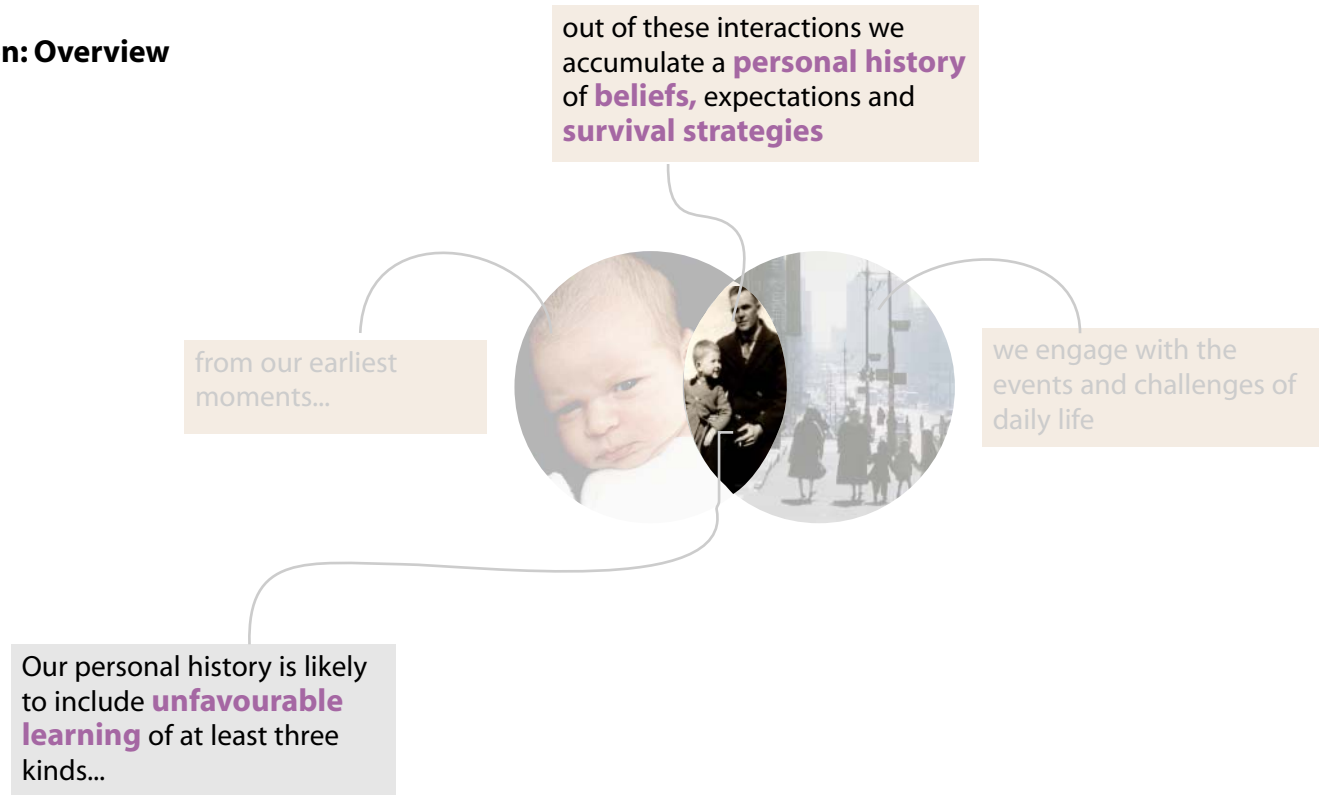 n: Overview
out of these interactions we
accumulate a personal history
of beliefs, expectations and
survival strategies
from our earliest
moments...
we engage with the
events and challenges of
daily life
Our personal history is likely
to include unfavourable
learning of at least three
kinds...